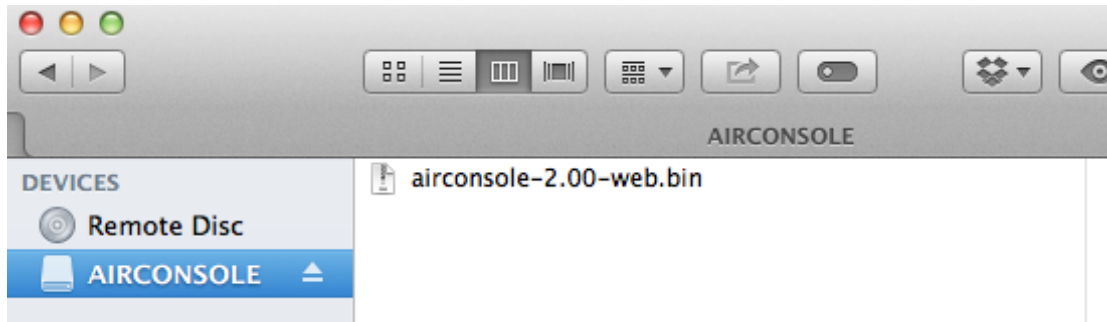 AIRCONSOLE
DEVICES
Remote Disc
AIRCONSOLE
airconsole-2.00-web.bin